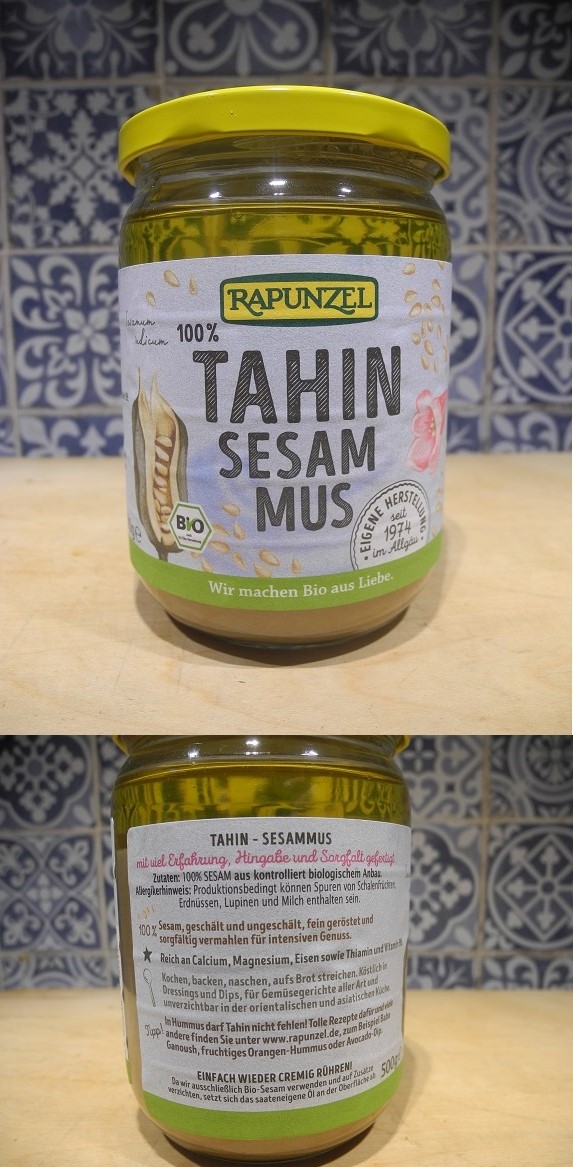 RAPUNZEL
100%
TAHIN
SESAM
MUS
BIO
EIGENE HERSTELLUNG
seit
1974
im Allgäu
Wir machen Bio aus Liebe.
TAHIN - SESAMMUS
mit viel Erfahrung, Hingabe und Sorgfalt gefertigt
Zutaten: 100% SESAM aus kontrolliert biologischem Anbau.
Allergikerhinweis: Produktionsbedingt können Spuren von Schalenfrüchten,
Erdnüssen, Lupinen und Milch enthalten sein.
100% Sesam, geschält und ungeschält, fein geröstet und
sorgfältig vermahlen für intensiven Genuss.
Reich an Calcium, Magnesium, Eisen sowie Thiamin und
Kochen, backen, naschen, aufs Brot streichen. Köstlich in
Dressings und Dips, für Gemüsegerichte aller Art und
unverzichtbar in der orientalischen und asiatischen Küche.
Tipp! In Hummus darf Tahin nicht fehlen! Tolle Rezepte dafür und viele
andere finden Sie unter www.rapunzel.de, zum Beispiel Baba
Ganoush, fruchtiges Orangen-Hummus oder Avocado-Dip.
EINFACH WIEDER CREMIG RÜHREN!
Da wir ausschließlich Bio-Sesam verwenden und auf Zusätze
verzichten, setzt sich das saateneigene Öl an der Oberfläche ab.
500g